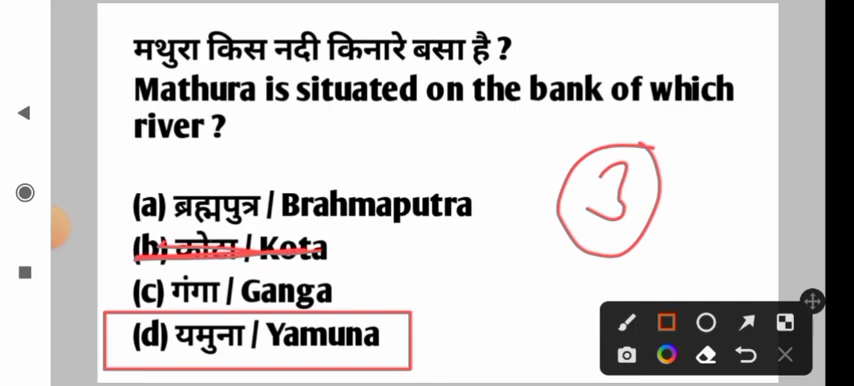 मथुरा किस नदी किनारे बसा है ?
Mathura is situated on the bank of which
river ?
(a) ब्रह्मपुत्र / Brahmaputra
3
(b) कोटा / Kota
(c) गंगा / Ganga
(d) यमुना / Yamuna